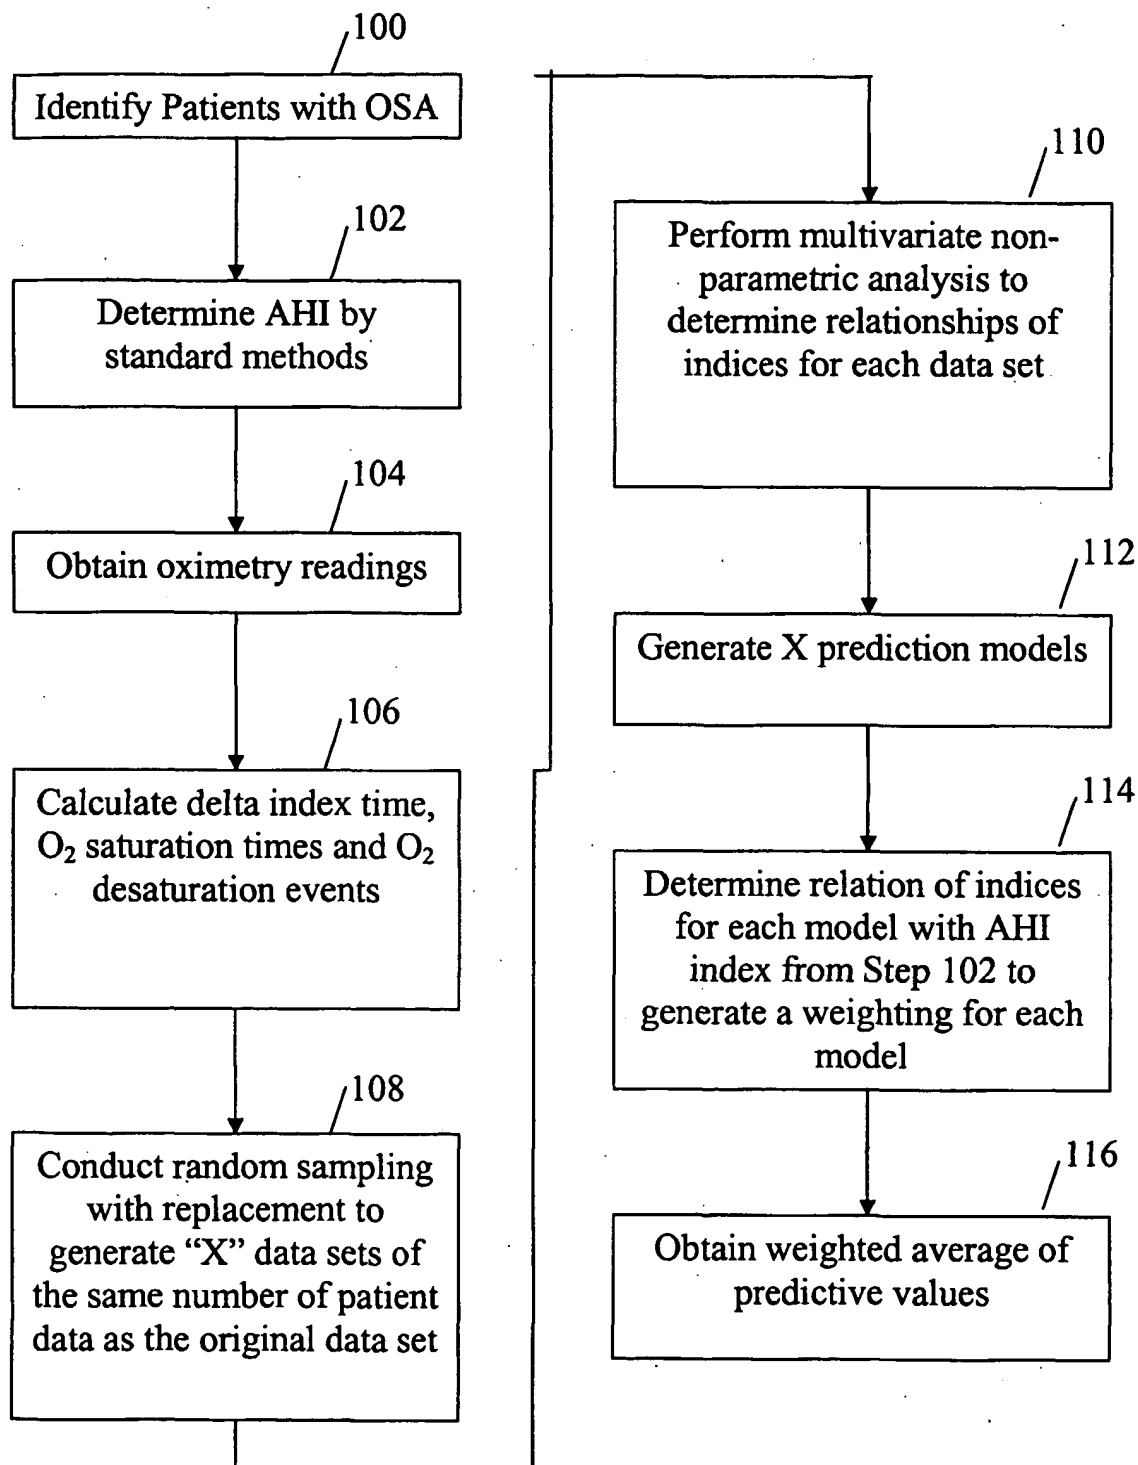 100
Identify Patients with OSA
102
Determine AHI by
standard methods
104
Obtain oximetry readings
106
Calculate delta index time,
O₂ saturation times and O₂
desaturation events
108
Conduct random sampling
with replacement to
generate “X” data sets of
the same number of patient
data as the original data set
110
Perform multivariate non-
parametric analysis to
determine relationships of
indices for each data set
112
Generate X prediction models
114
Determine relation of indices
for each model with AHI
index from Step 102 to
generate a weighting for each
model
116
Obtain weighted average of
predictive values